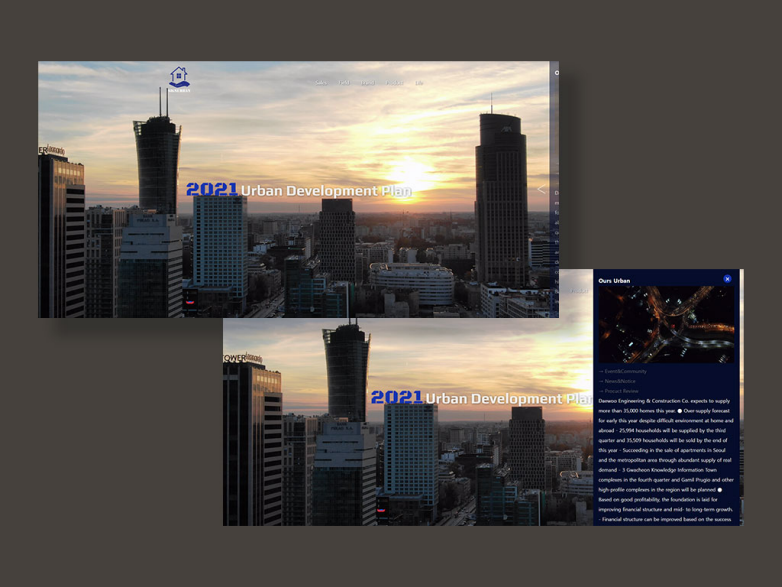 2021 Urban Development Plan
Ours Urban
TOWER
2021 Urban Development Plan
→ Event&Community
→ News&Notice
→ Product Review
Daewoo Engineering & Construction Co. expects to supply
more than 35,000 homes this year. ● Over-supply forecast
for early this year despite difficult environment at home and
abroad - 25,994 households will be supplied by the third
quarter and 35,509 households will be sold by the end of
this year - Succeeding in the sale of apartments in Seoul
and the metropolitan area through abundant supply of real
demand - 3 Gwacheon Knowledge Information Town
complexes in the fourth quarter and Gamil Prugio and other
high-profile complexes in the region will be planned ●
Based on good profitability, the foundation is laid for
improving financial structure and mid- to long-term growth.
- Financial structure can be improved based on the success